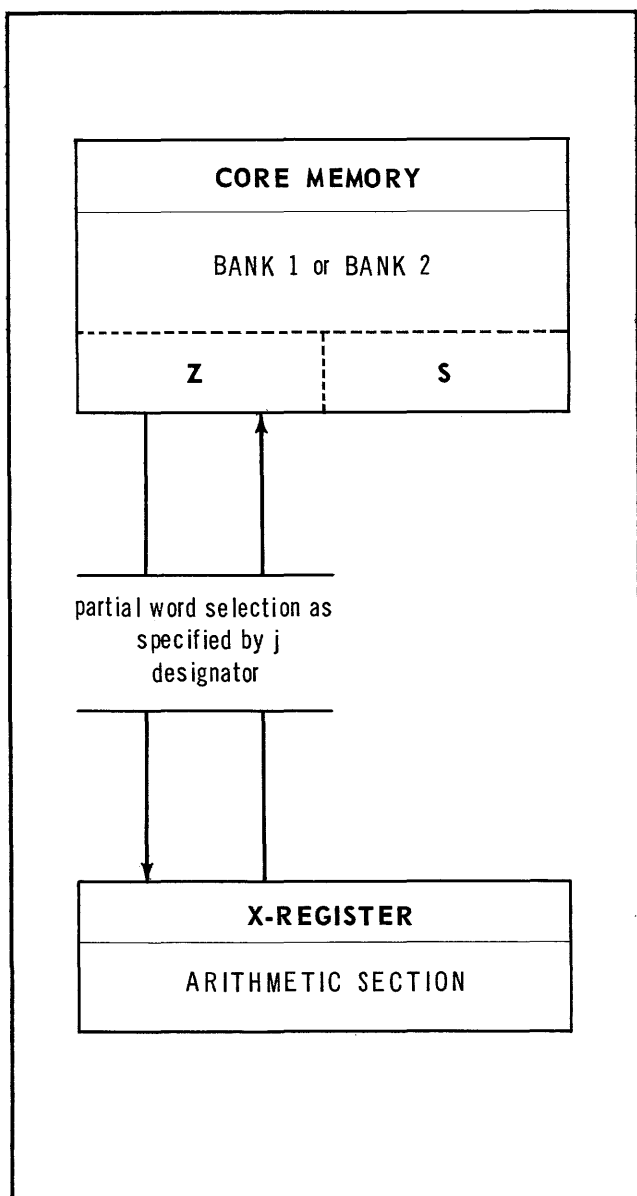 CORE MEMORY
BANK 1 or BANK 2
Z S
partial word selection as
specified by j
designator
X-REGISTER
ARITHMETIC SECTION